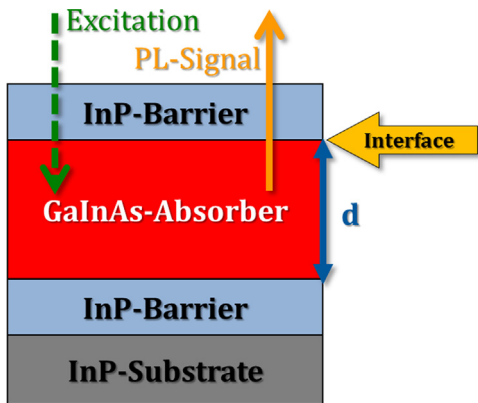 Excitation
PL-Signal
InP-Barrier
Interface
GaInAs-Absorber
d
InP-Barrier
InP-Substrate